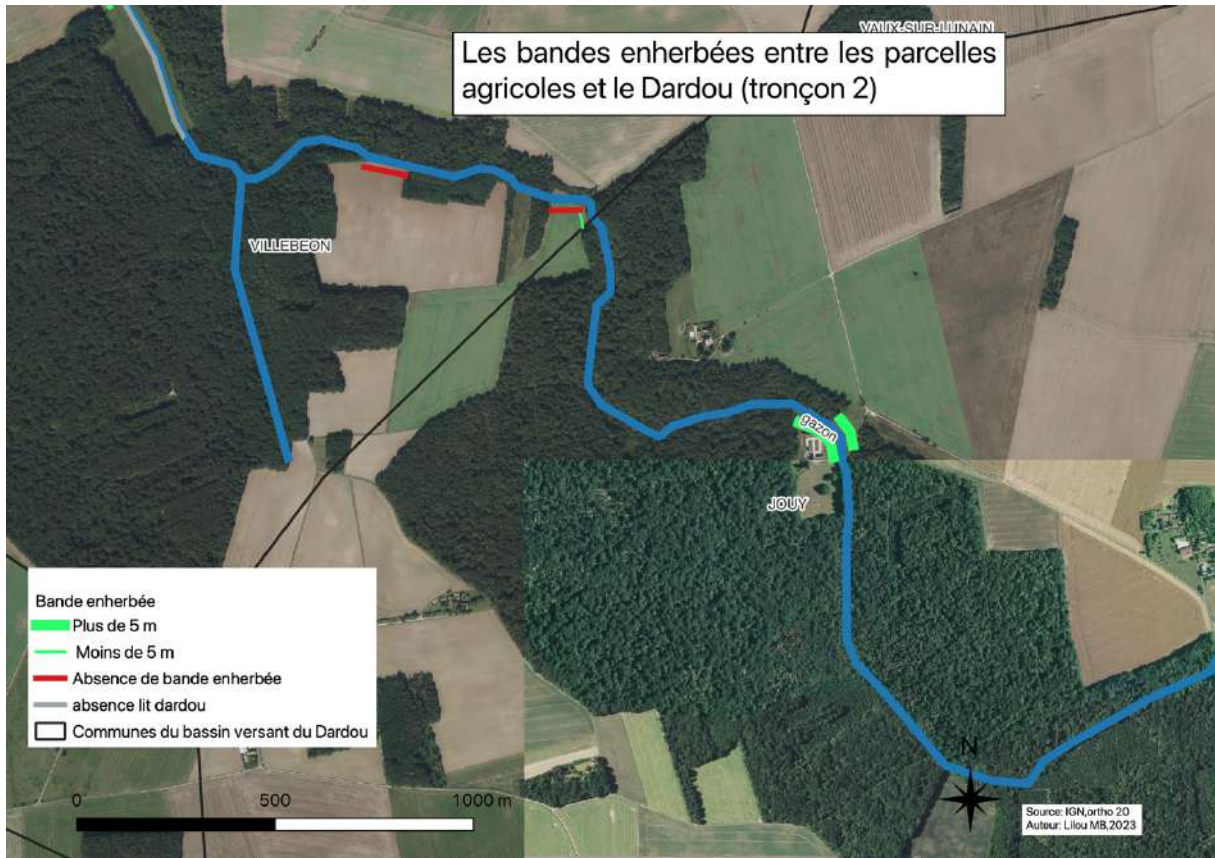 VAUX-SUR-LUNAIN
Les bandes enherbées entre les parcelles
agricoles et le Dardou (tronçon 2)
VILLEBEON
gazon
JOUY
Bande enherbée
Plus de 5 m
Moins de 5 m
Absence de bande enherbée
absence lit dardou
Communes du bassin versant du Dardou
N
0 500 1000 m
Source: IGN,ortho 20
Auteur: Lilou MB,2023